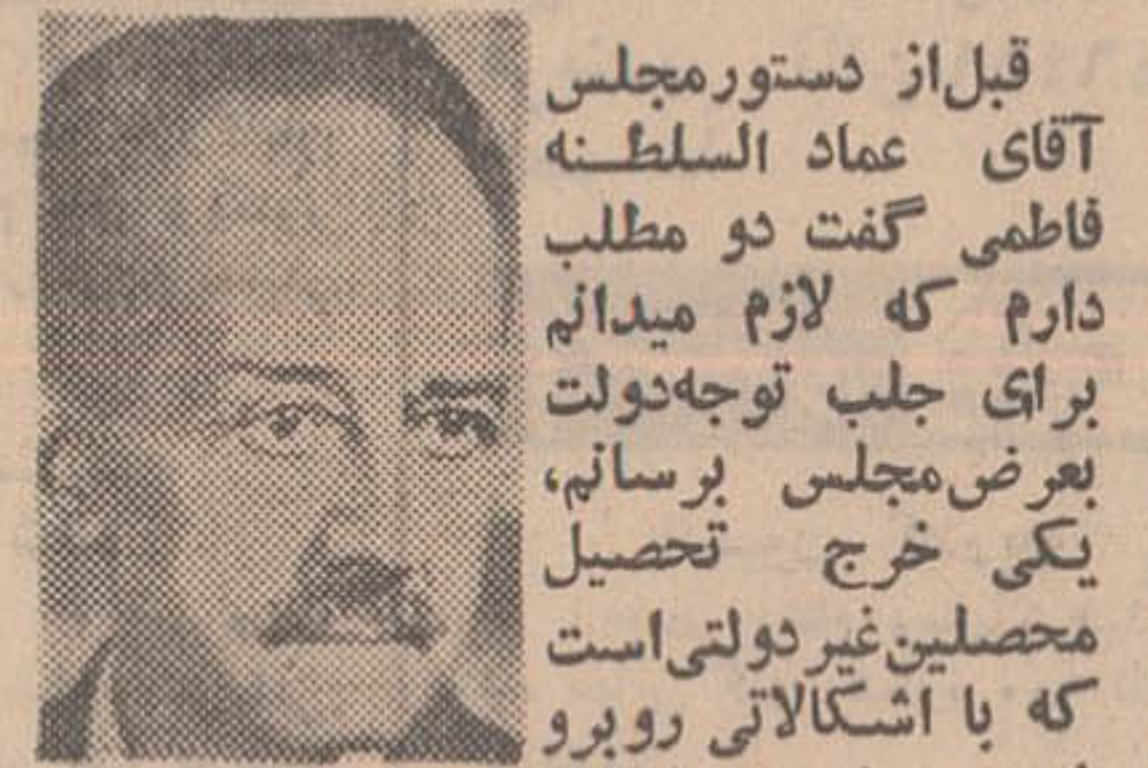 قبل از دستور مجلس
آقای عماد السلطنه
فاطمی گفت دو مطلب
دارم که لازم میدانم
برای جلب توجه دولت
بعرض مجلس برسانم،
یکی خرج تحصیل
محصلین غیر دولتی است
که با اشکالاتی روبرو